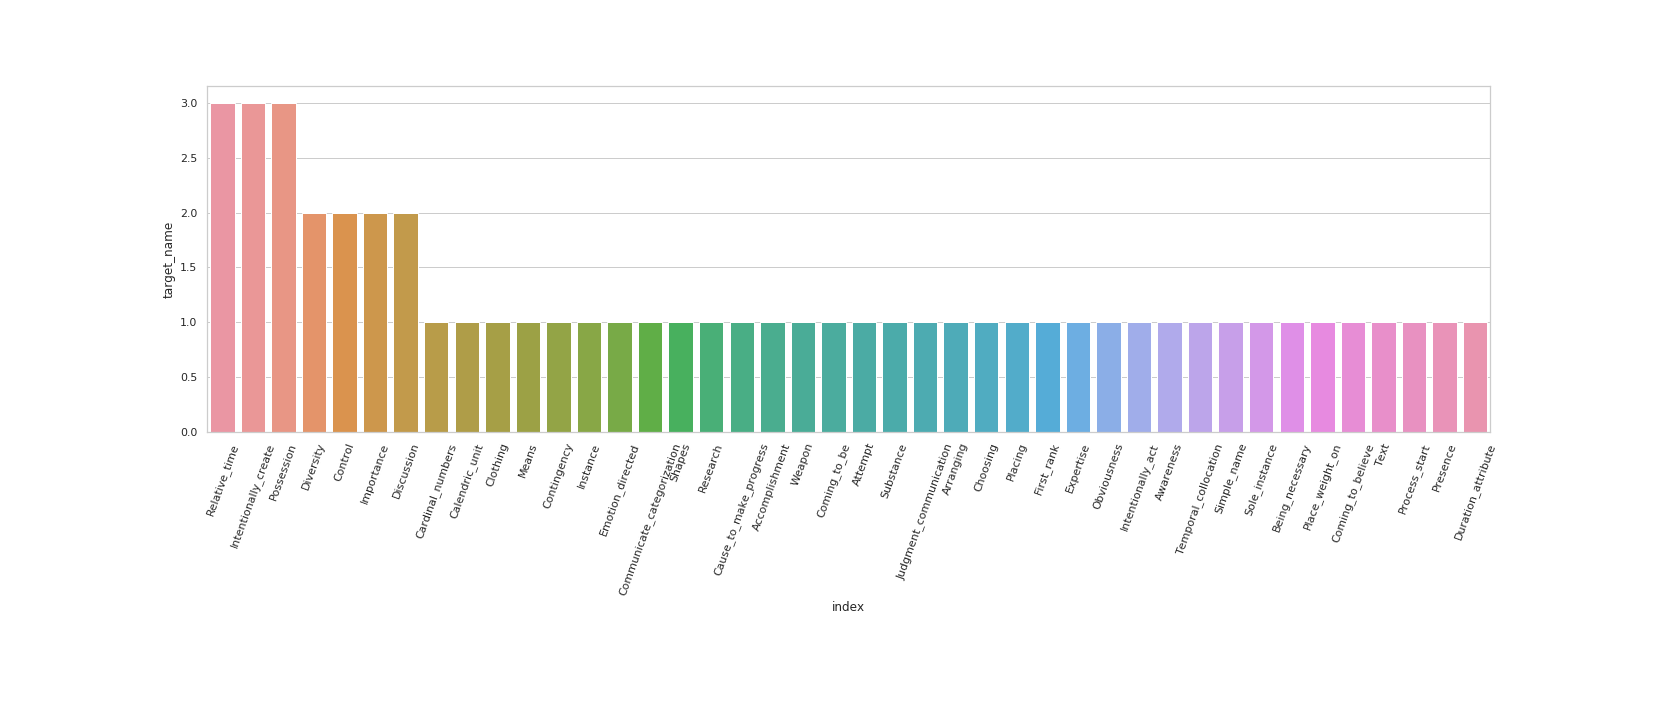 3.0
2.5
2.0
1.5
1.0
0.5
0.0
target_name
Relative_time
Intentionally_create
Possession
Diversity
Control
Importance
Discussion
Cardinal_numbers
Calendric_unit
Clothing
Means
Contingency
Instance
Emotion_directed
Communicate_categorization
Shapes
Research
Cause_to_make_progress
Accomplishment
Weapon
Coming_to_be
Attempt
Substance
Judgment_communication
Arranging
Choosing
Placing
First_rank
Expertise
Obviousness
Intentionally_act
Awareness
Temporal_collocation
Simple_name
Sole_instance
Being_necessary
Place_weight_on
Coming_to_believe
Text
Process_start
Presence
Duration_attribute
index